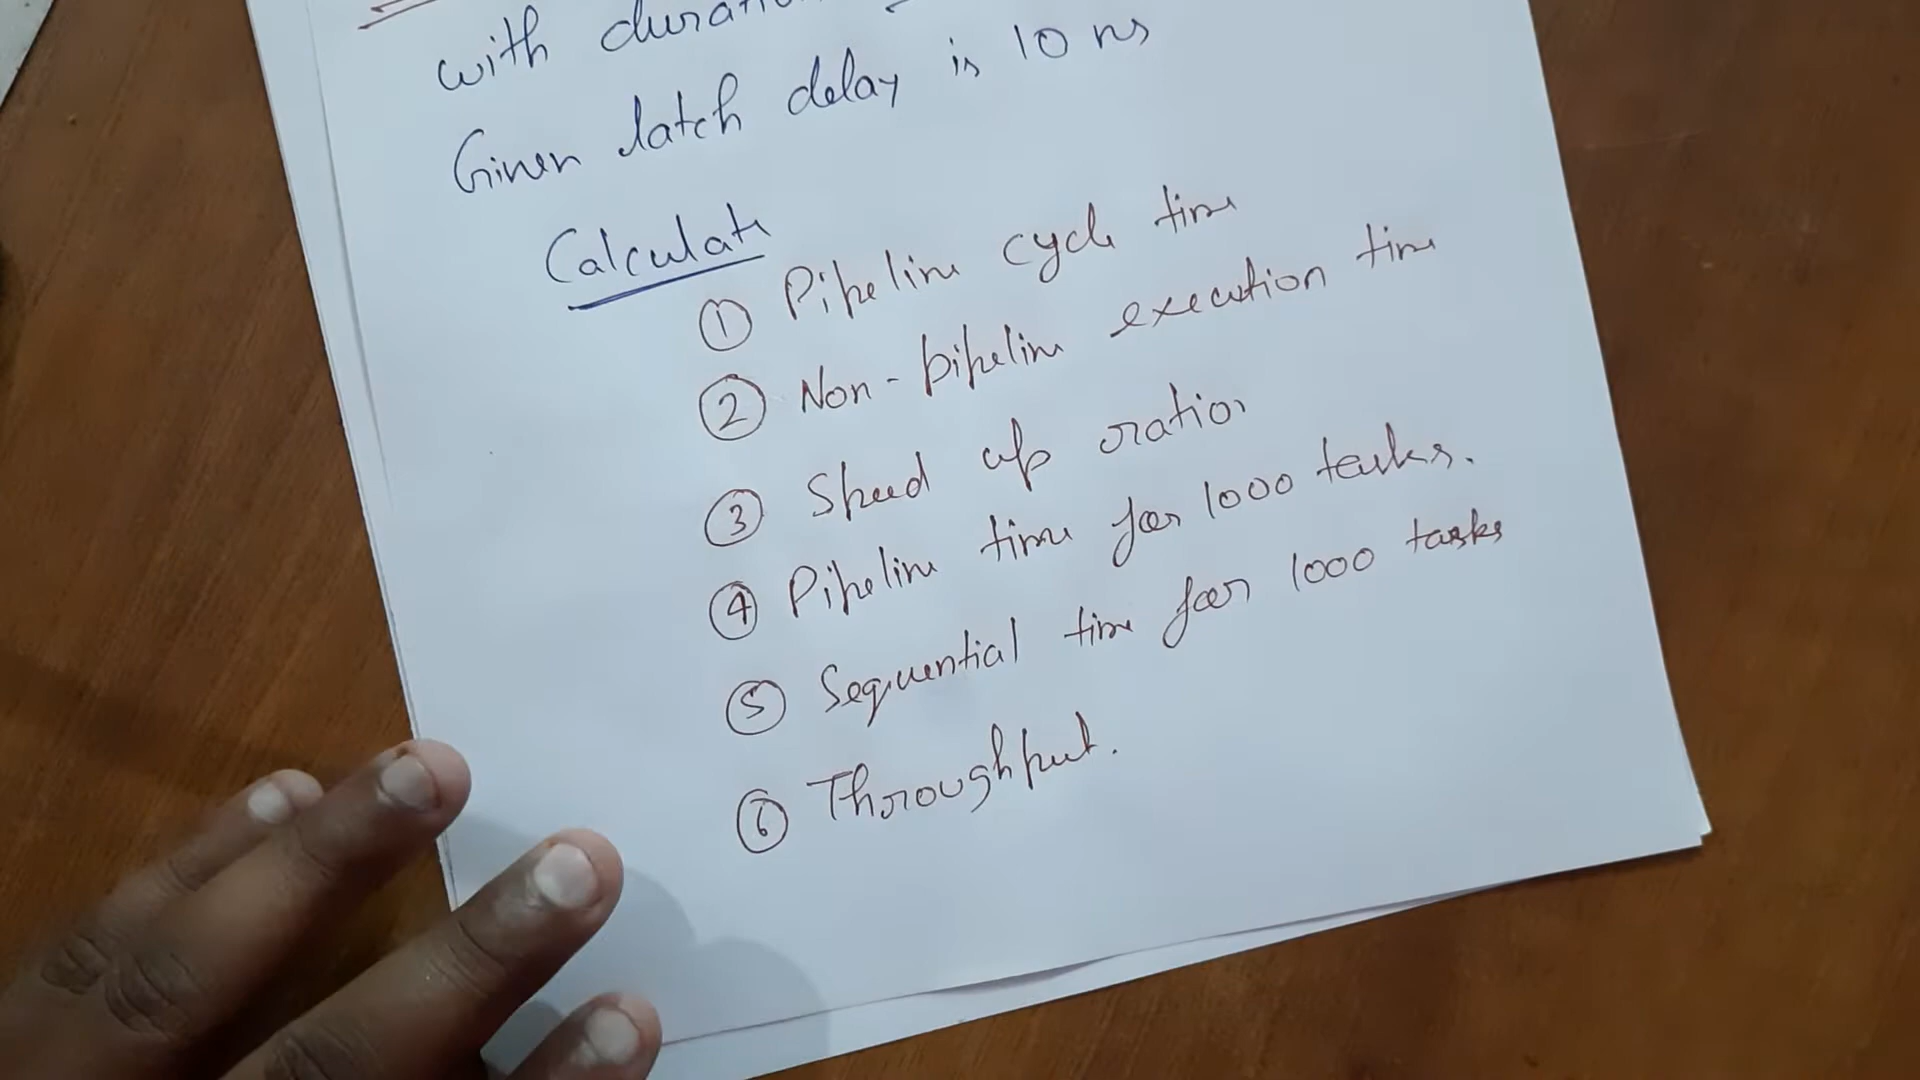 with
Given latch delay is 10 ns
Calculate
① Pipeline cycle time
② Non-pipeline execution time
③ Speed up ration
④ Pipeline time for 1000 tasks.
⑤ Sequential time for 1000 tasks
⑥ Throughput.